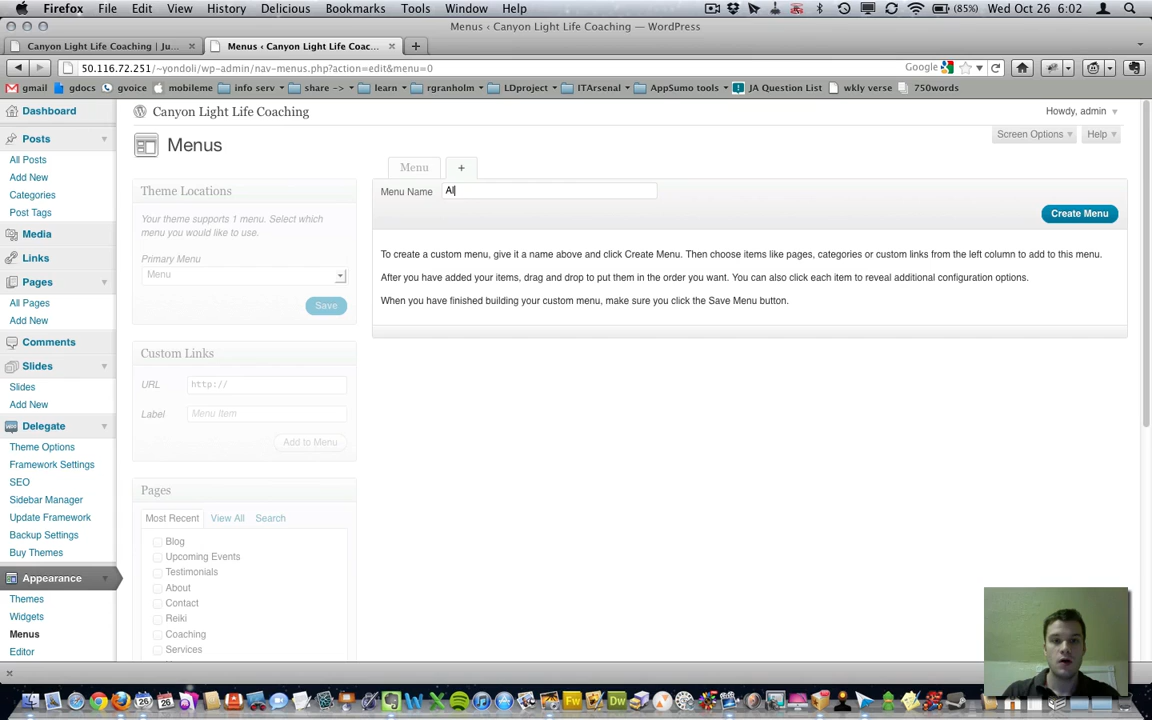 Firefox File Edit View History Delicious Bookmarks Tools Window Help (85%) Wed Oct 26 6:02
Menus ‹ Canyon Light Life Coaching — WordPress
Canyon Light Life Coaching | Ju... Menus ‹ Canyon Light Life Coac... +
50.116.72.251/~yondoli/wp-admin/nav-menus.php?action=edit&menu=0 Google
gmail gdocs gvoice mobileme info serv share -> learn rgranholm LDproject ITArsenal AppSumo tools JA Question List wkly verse 750words
Dashboard
Posts
All Posts
Add New
Categories
Post Tags
Media
Links
Pages
All Pages
Add New
Comments
Slides
Slides
Add New
Delegate
Theme Options
Framework Settings
SEO
Sidebar Manager
Update Framework
Backup Settings
Buy Themes
Appearance
Themes
Widgets
Menus
Editor
Canyon Light Life Coaching
Howdy, admin
Screen Options Help
Menus
Theme Locations
Your theme supports 1 menu. Select which
menu you would like to use.
Primary Menu
Menu
Save
Custom Links
URL http://
Label Menu Item
Add to Menu
Pages
Most Recent View All Search
Blog
Upcoming Events
Testimonials
About
Contact
Reiki
Coaching
Services
Menu +
Menu Name Al
Create Menu
To create a custom menu, give it a name above and click Create Menu. Then choose items like pages, categories or custom links from the left column to add to this menu.
After you have added your items, drag and drop to put them in the order you want. You can also click each item to reveal additional configuration options.
When you have finished building your custom menu, make sure you click the Save Menu button.
26 26 Fw Dw